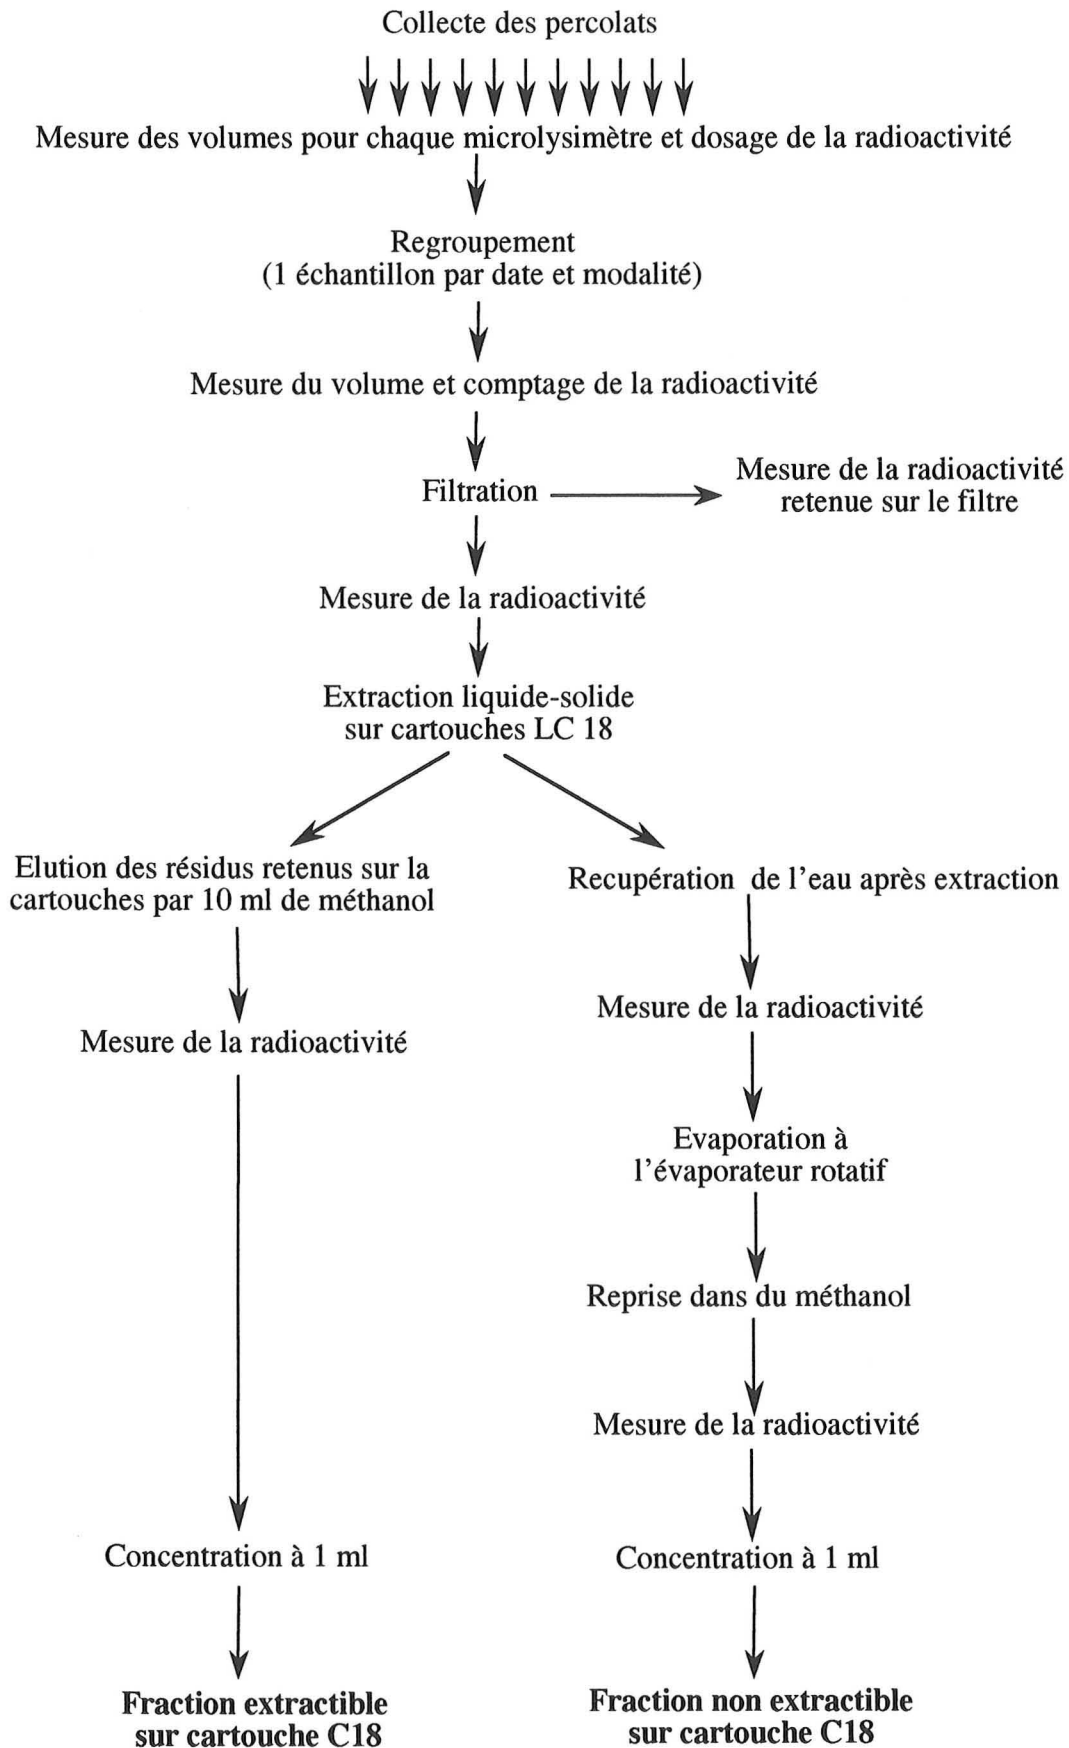 Collecte des percolats
Mesure des volumes pour chaque microlysimètre et dosage de la radioactivité
Regroupement
(1 échantillon par date et modalité)
Mesure du volume et comptage de la radioactivité
Filtration
Mesure de la radioactivité
retenue sur le filtre
Mesure de la radioactivité
Extraction liquide-solide
sur cartouches LC 18
Elution des résidus retenus sur la
cartouches par 10 ml de méthanol
Mesure de la radioactivité
Concentration à 1 ml
Fraction extractible
sur cartouche C18
Recupération de l'eau après extraction
Mesure de la radioactivité
Evaporation à
l'évaporateur rotatif
Reprise dans du méthanol
Mesure de la radioactivité
Concentration à 1 ml
Fraction non extractible
sur cartouche C18